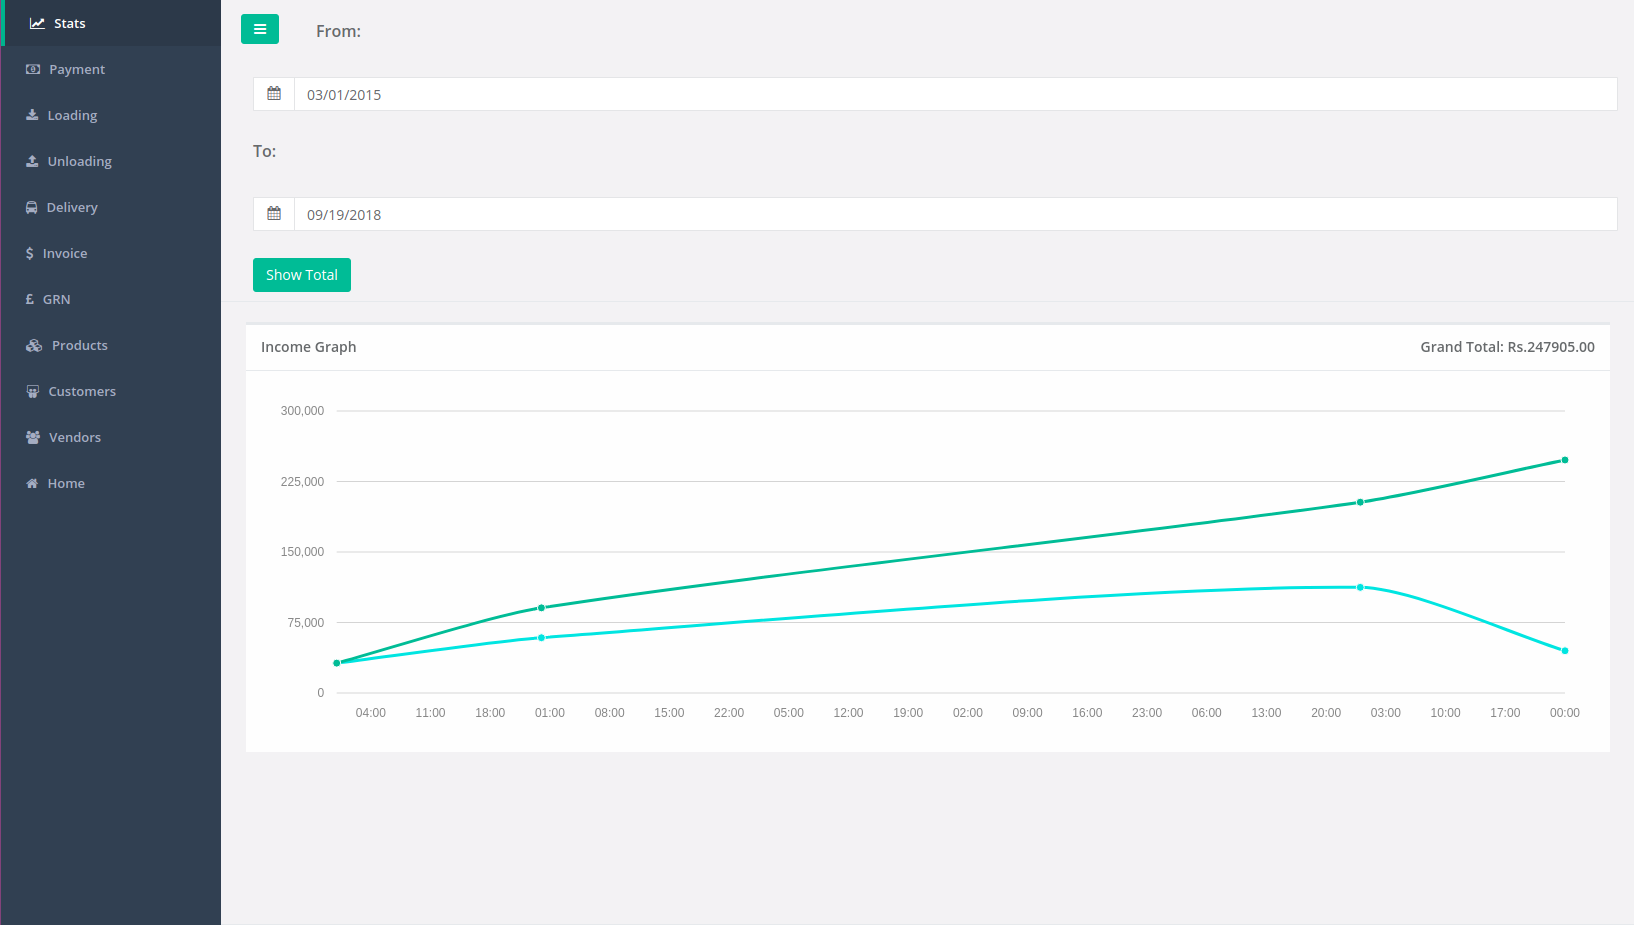 Stats
Payment
Loading
Unloading
Delivery
Invoice
GRN
Products
Customers
Vendors
Home
From:
03/01/2015
To:
09/19/2018
Show Total
Income Graph
Grand Total: Rs.247905.00
300,000
225,000
150,000
75,000
0
04:00 11:00 18:00 01:00 08:00 15:00 22:00 05:00 12:00 19:00 02:00 09:00 16:00 23:00 06:00 13:00 20:00 03:00 10:00 17:00 00:00